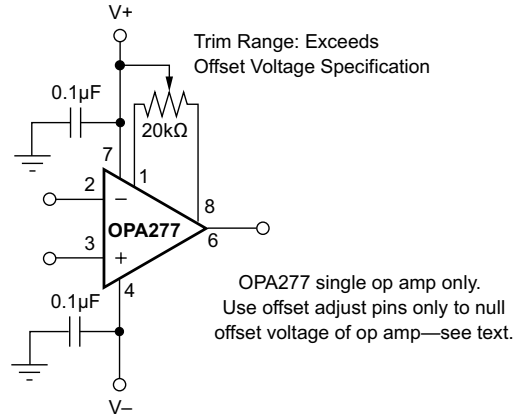 V+
Trim Range: Exceeds
Offset Voltage Specification
0.1µF
20kΩ
7
1
2
8
−
OPA277
6
3
+
4
0.1µF
OPA277 single op amp only.
Use offset adjust pins only to null
offset voltage of op amp—see text.
V−